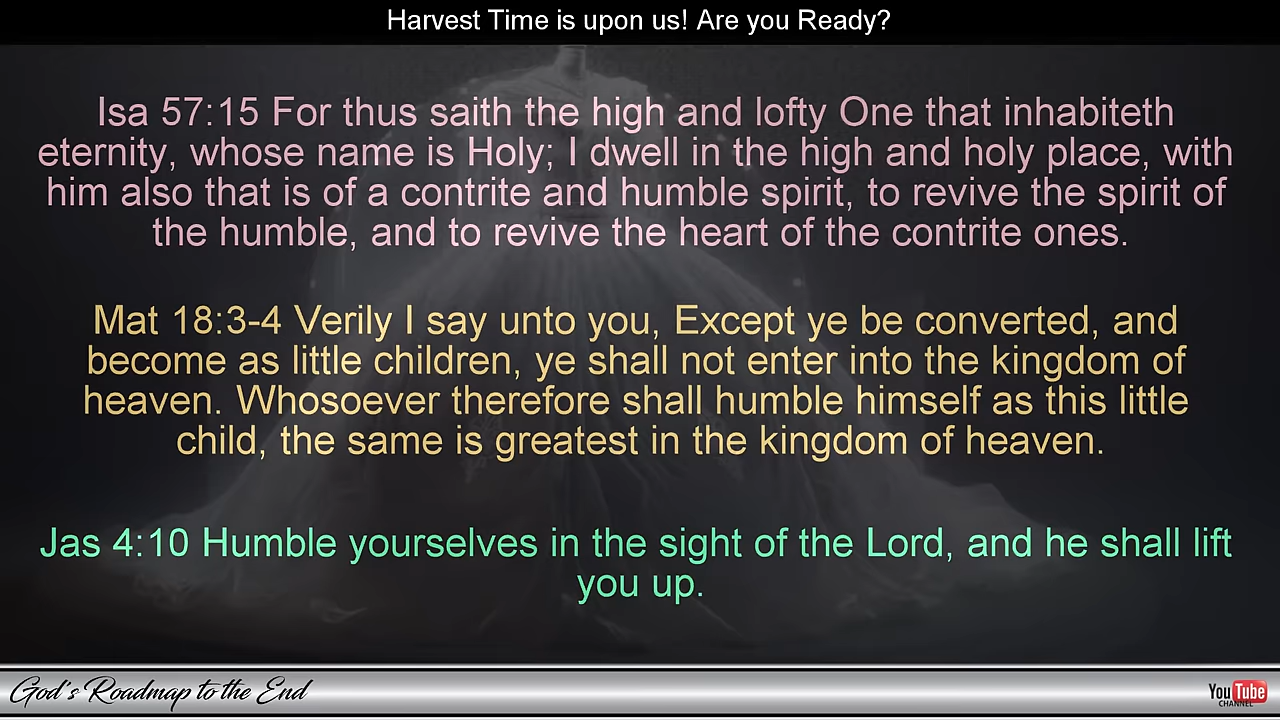 Harvest Time is upon us! Are you Ready?
Isa 57:15 For thus saith the high and lofty One that inhabiteth
eternity, whose name is Holy; I dwell in the high and holy place, with
him also that is of a contrite and humble spirit, to revive the spirit of
the humble, and to revive the heart of the contrite ones.
Mat 18:3-4 Verily I say unto you, Except ye be converted, and
become as little children, ye shall not enter into the kingdom of
heaven. Whosoever therefore shall humble himself as this little
child, the same is greatest in the kingdom of heaven.
Jas 4:10 Humble yourselves in the sight of the Lord, and he shall lift
you up.
God's Roadmap to the End
YouTube
CHANNEL